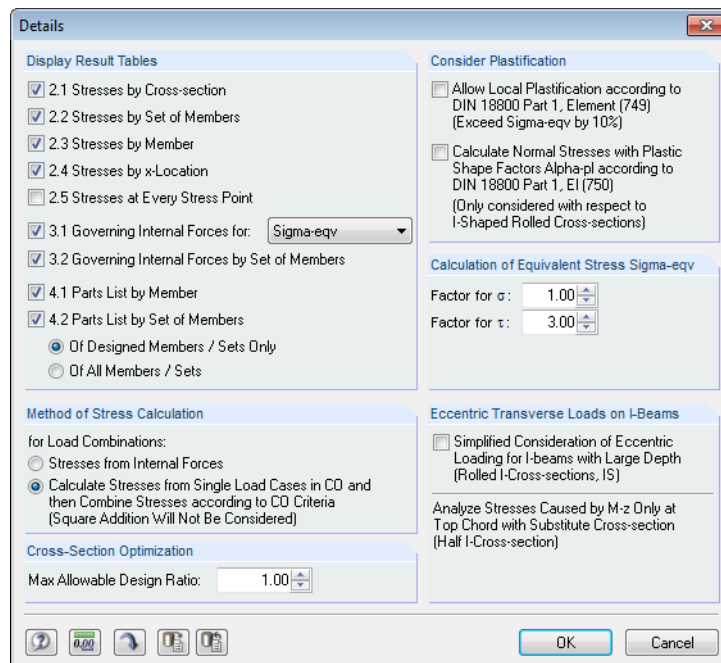 Details
Display Result Tables
2.1 Stresses by Cross-section
2.2 Stresses by Set of Members
2.3 Stresses by Member
2.4 Stresses by x-Location
2.5 Stresses at Every Stress Point
3.1 Governing Internal Forces for: Sigma-eqv
3.2 Governing Internal Forces by Set of Members
4.1 Parts List by Member
4.2 Parts List by Set of Members
Of Designed Members / Sets Only
Of All Members / Sets
Method of Stress Calculation
for Load Combinations:
Stresses from Internal Forces
Calculate Stresses from Single Load Cases in CO and
then Combine Stresses according to CO Criteria
(Square Addition Will Not Be Considered)
Cross-Section Optimization
Max Allowable Design Ratio: 1.00
Consider Plastification
Allow Local Plastification according to
DIN 18800 Part 1, Element (749)
(Exceed Sigma-eqv by 10%)
Calculate Normal Stresses with Plastic
Shape Factors Alpha-pl according to
DIN 18800 Part 1, El (750)
(Only considered with respect to
I-Shaped Rolled Cross-sections)
Calculation of Equivalent Stress Sigma-eqv
Factor for σ: 1.00
Factor for τ: 3.00
Eccentric Transverse Loads on I-Beams
Simplified Consideration of Eccentric
Loading for I-beams with Large Depth
(Rolled I-Cross-sections, IS)
Analyze Stresses Caused by M-z Only at
Top Chord with Substitute Cross-section
(Half I-Cross-section)
0.00
OK
Cancel